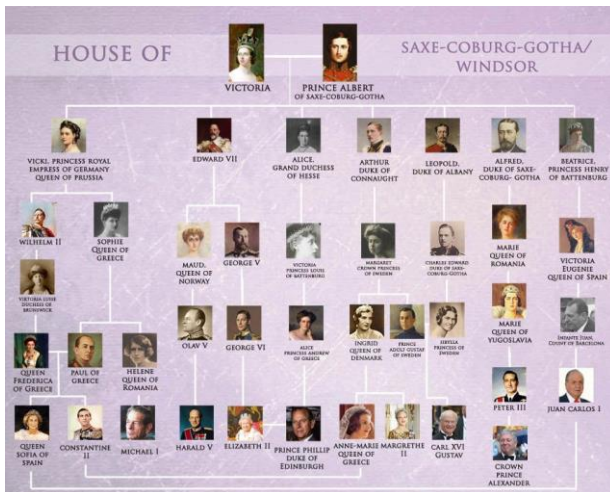 HOUSE OF
SAXE-COBURG-GOTHA/
WINDSOR
VICTORIA
PRINCE ALBERT
OF SAXE-COBURG-GOTHA
VICKI, PRINCESS ROYAL
EMPRESS OF GERMANY
QUEEN OF PRUSSIA
EDWARD VII
ALICE,
GRAND DUCHESS
OF HESSE
ARTHUR
DUKE OF
CONNAUGHT
LEOPOLD,
DUKE OF ALBANY
ALFRED,
DUKE OF SAXE-
COBURG- GOTHA
BEATRICE,
PRINCESS HENRY
OF BATTENBURG
WILHELM II
SOPHIE
QUEEN OF
GREECE
MAUD,
QUEEN OF
NORWAY
GEORGE V
VICTORIA
PRINCESS LOUIS
OF BATTENBURG
MARGARET
CROWN PRINCESS
OF SWEDEN
CHARLES EDWARD
DUKE OF SAXE-
COBURG-GOTHA
MARIE
QUEEN OF
ROMANIA
VICTORIA
EUGENIE
QUEEN OF SPAIN
VIKTORIA LUISE
DUCHESS OF
BRUNSWICK
QUEEN
FREDERICA
OF GREECE
PAUL OF
GREECE
HELENE
QUEEN OF
ROMANIA
OLAV V
GEORGE VI
ALICE
PRINCESS ANDREW
OF GREECE
INGRID
QUEEN OF
DENMARK
PRINCE
ADOLF GUSTAF
OF SWEDEN
SIBYLLA
PRINCESS OF
SWEDEN
MARIE
QUEEN OF
YUGOSLAVIA
INFANTE JUAN,
COUNT OF BARCELONA
PETER III
JUAN CARLOS I
QUEEN
SOFIA OF
SPAIN
CONSTANTINE
II
MICHAEL I
HARALD V
ELIZABETH II
PRINCE PHILLIP
DUKE OF
EDINBURGH
ANNE-MARIE
QUEEN OF
GREECE
MARGRETHE
II
CARL XVI
GUSTAV
CROWN
PRINCE
ALEXANDER